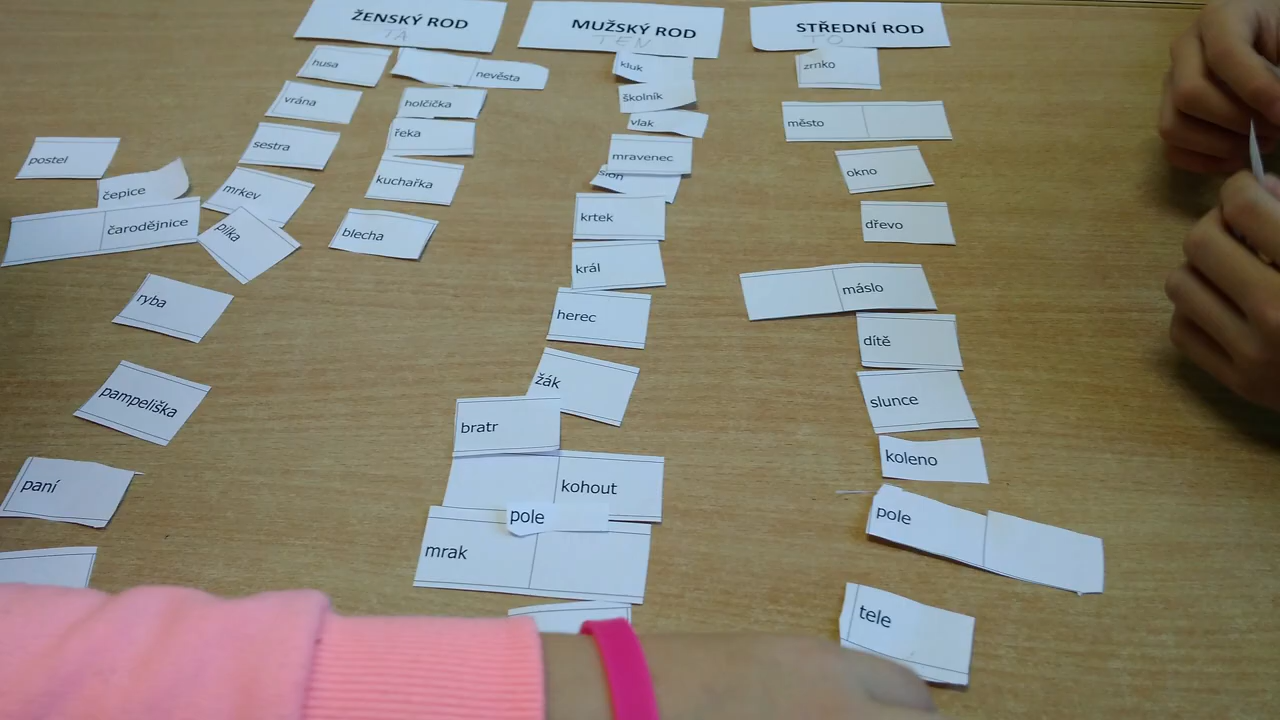 ŽENSKÝ ROD
TA
husa
nevěsta
vrána
holčička
řeka
sestra
kuchařka
postel
čepice
mrkev
čarodějnice
pilka
blecha
ryba
pampeliška
paní
MUŽSKÝ ROD
TEN
kluk
školník
vlak
mravenec
slon
krtek
král
herec
žák
bratr
kohout
pole
mrak
STŘEDNÍ ROD
TO
zrnko
město
okno
dřevo
máslo
dítě
slunce
koleno
pole
tele